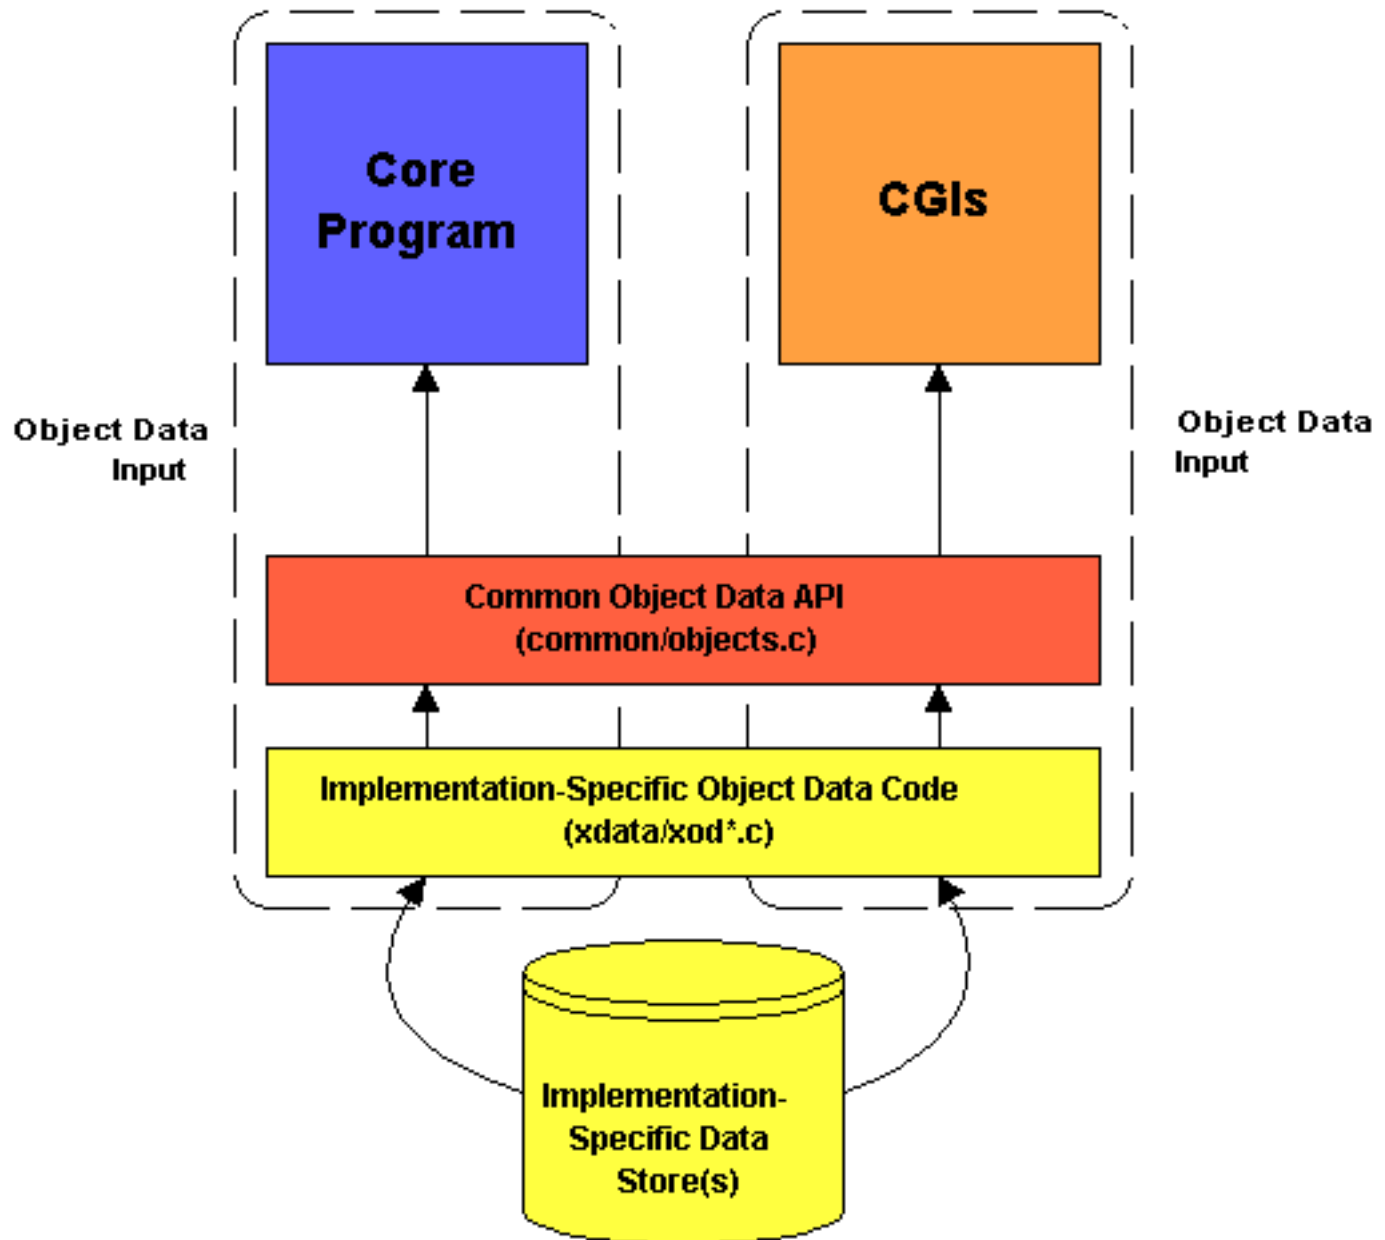 Core
Program
CGIs
Object Data
Input
Object Data
Input
Common Object Data API
(common/objects.c)
Implementation-Specific Object Data Code
(xdata/xod*.c)
Implementation-
Specific Data
Store(s)